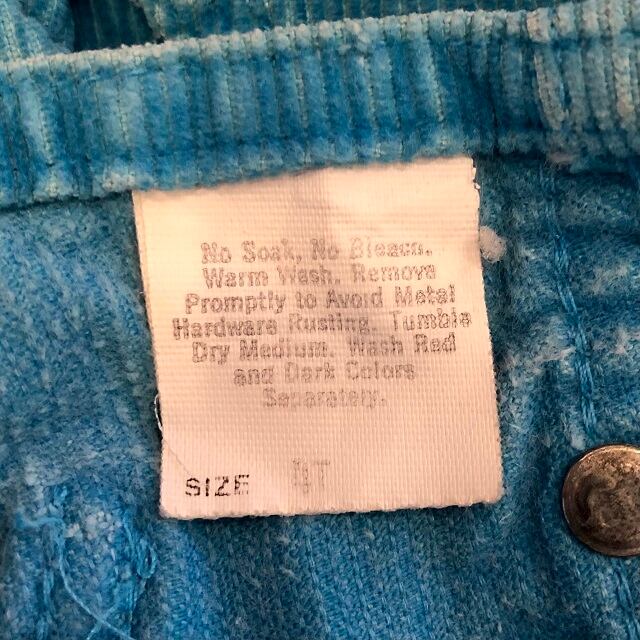 No Soak, No Bleach.
Warm Wash. Remove
Promptly to Avoid Metal
Hardware Rusting. Tumble
Dry Medium. Wash Red
and Dark Colors
Separately.
SIZE 4T